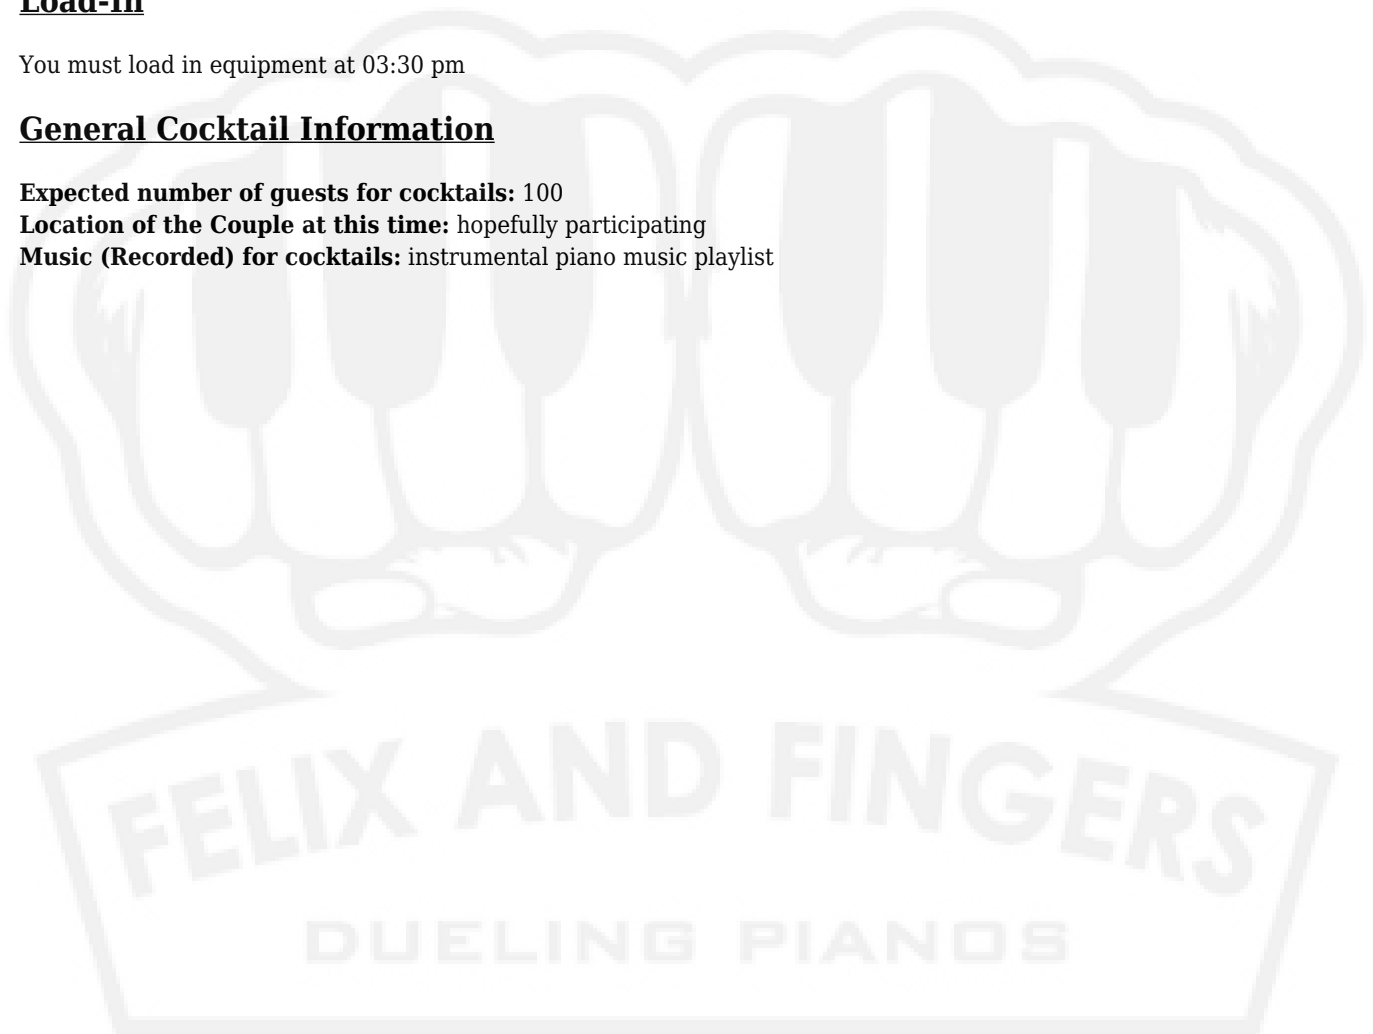 Load-In
You must load in equipment at 03:30 pm
General Cocktail Information
Expected number of guests for cocktails: 100
Location of the Couple at this time: hopefully participating
Music (Recorded) for cocktails: instrumental piano music playlist
FELIX AND FINGERS
DUELING PIANOS